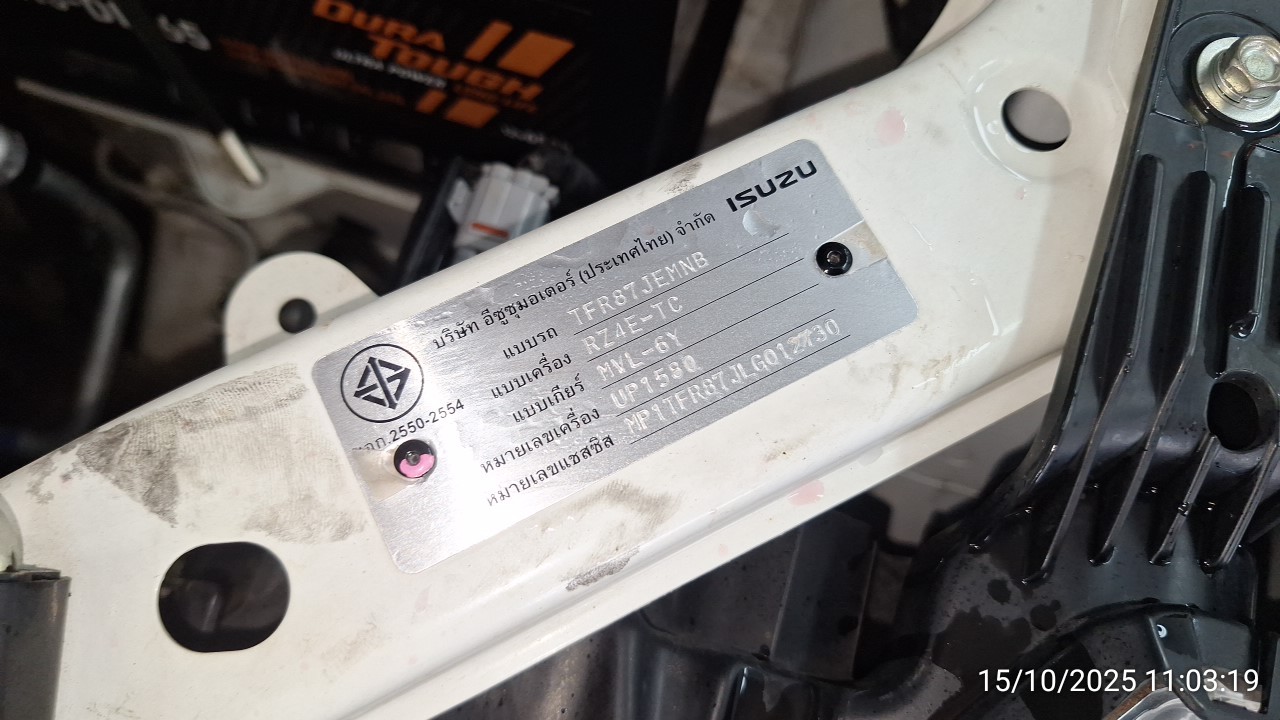 DURA
TOUGH
ULTRA POWER
ISUZU
บริษัท อีซูซุมอเตอร์ (ประเทศไทย) จำกัด
แบบรถ TFR87JEMNB
แบบเครื่อง RZ4E-TC
แบบเกียร์ MVL-6Y
หมายเลขเครื่อง UP1580
หมายเลขแชสซิส
มอก.2550-2554
15/10/2025 11:03:19